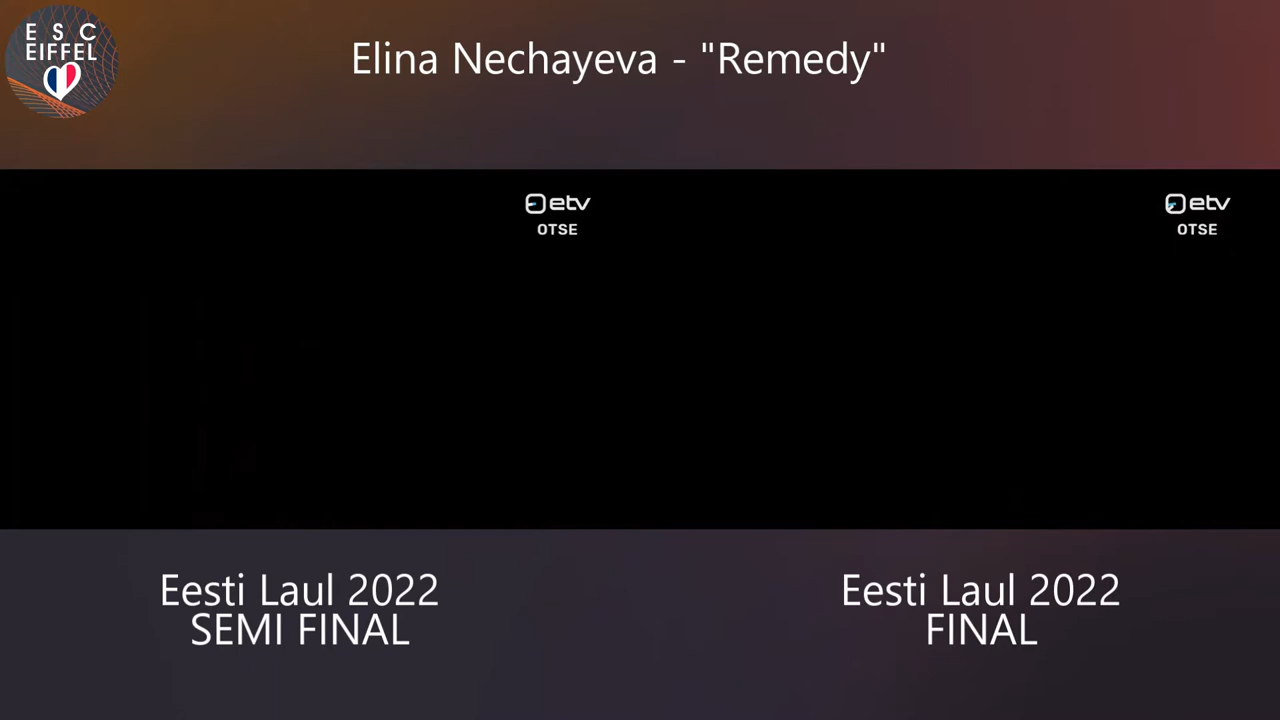 E S C
EIFFEL
Elina Nechayeva - "Remedy"
etv
OTSE
etv
OTSE
Eesti Laul 2022
SEMI FINAL
Eesti Laul 2022
FINAL